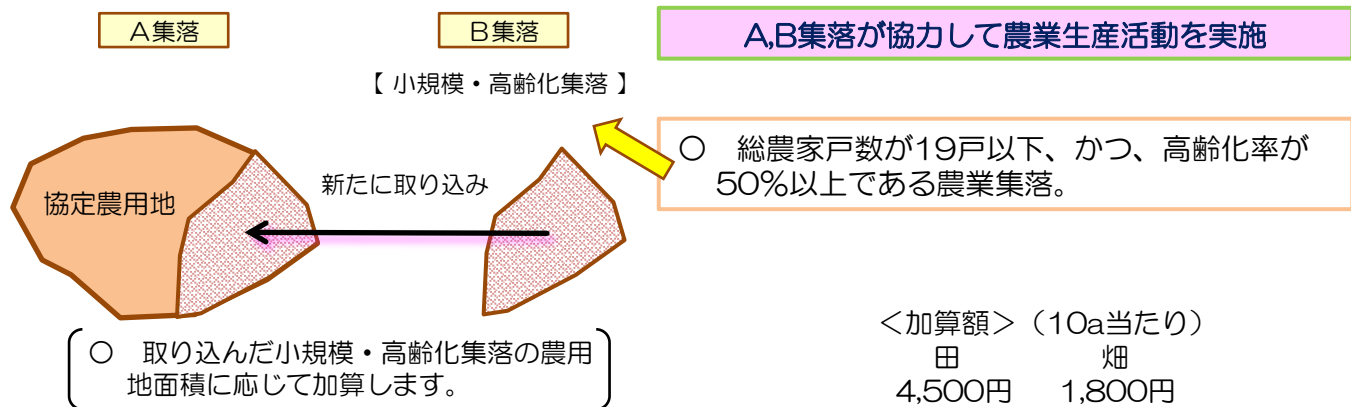 A集落
B集落
A,B集落が協力して農業生産活動を実施
【 小規模・高齢化集落 】
○ 総農家戸数が19戸以下、かつ、高齢化率が
50%以上である農業集落。
新たに取り込み
協定農用地
○ 取り込んだ小規模・高齢化集落の農用
地面積に応じて加算します。
<加算額>(10a当たり)
田 畑
4,500円 1,800円